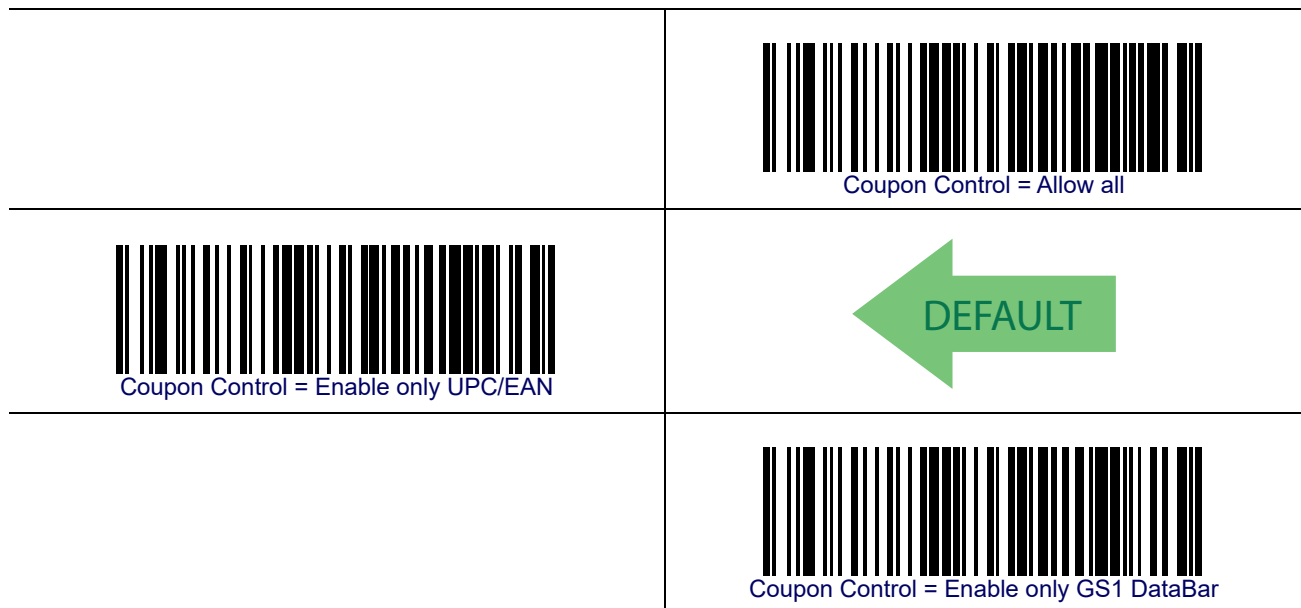 Coupon Control = Allow all
Coupon Control = Enable only UPC/EAN
DEFAULT
Coupon Control = Enable only GS1 DataBar